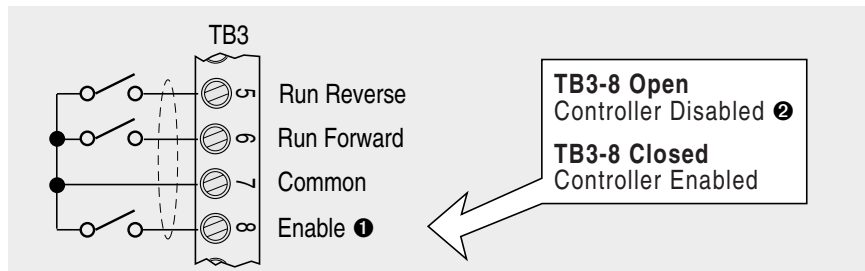 TB3
5 Run Reverse
6 Run Forward
7 Common
8 Enable ❶
TB3-8 Open
Controller Disabled ❷
TB3-8 Closed
Controller Enabled